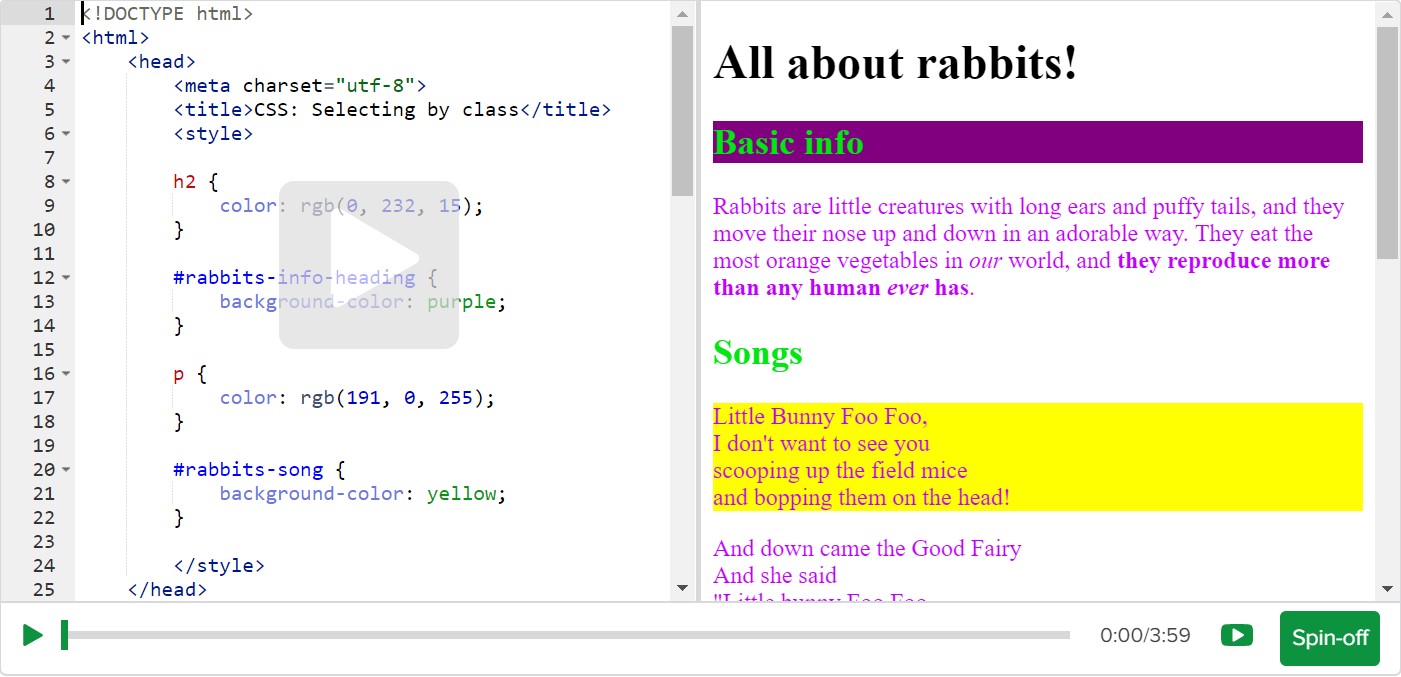 1 <!DOCTYPE html>
2 <html>
3     <head>
4         <meta charset="utf-8">
5         <title>CSS: Selecting by class</title>
6         <style>
7
8         h2 {
9             color: rgb(0, 232, 15);
10         }
11
12         #rabbits-info-heading {
13             background-color: purple;
14         }
15
16         p {
17             color: rgb(191, 0, 255);
18         }
19
20         #rabbits-song {
21             background-color: yellow;
22         }
23
24         </style>
25     </head>
All about rabbits!
Basic info
Rabbits are little creatures with long ears and puffy tails, and they
move their nose up and down in an adorable way. They eat the
most orange vegetables in our world, and they reproduce more
than any human ever has.
Songs
Little Bunny Foo Foo,
I don't want to see you
scooping up the field mice
and bopping them on the head!
And down came the Good Fairy
And she said
"Little bunny Foo Foo
0:00/3:59
Spin-off